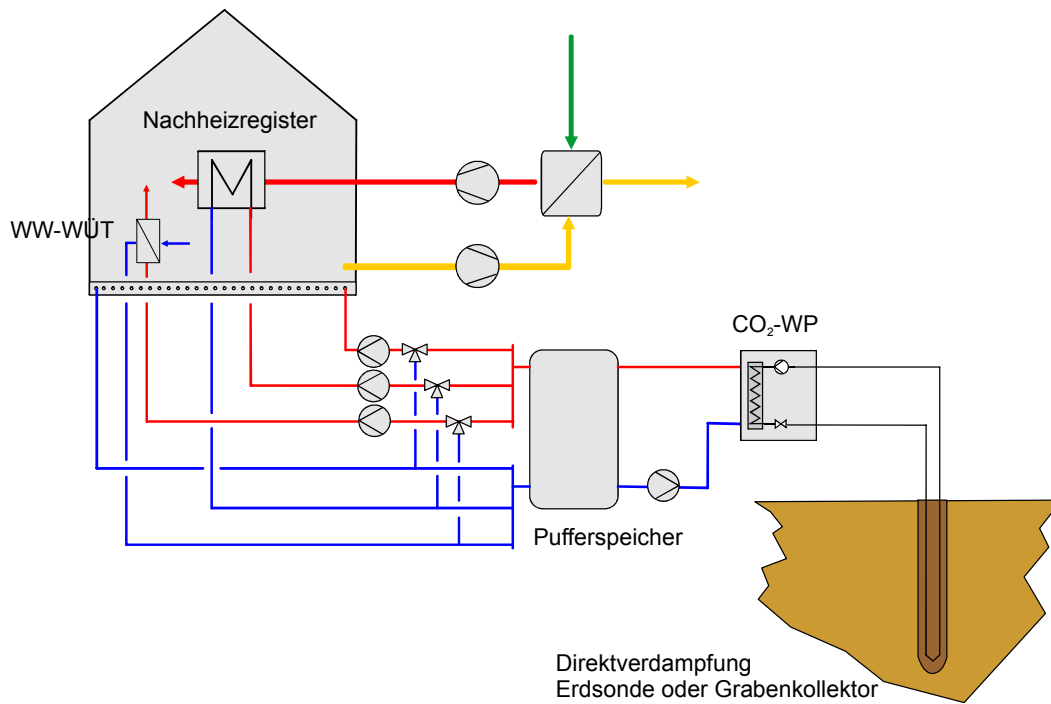 Nachheizregister
WW-WÜT
CO₂-WP
Pufferspeicher
Direktverdampfung
Erdsonde oder Grabenkollektor